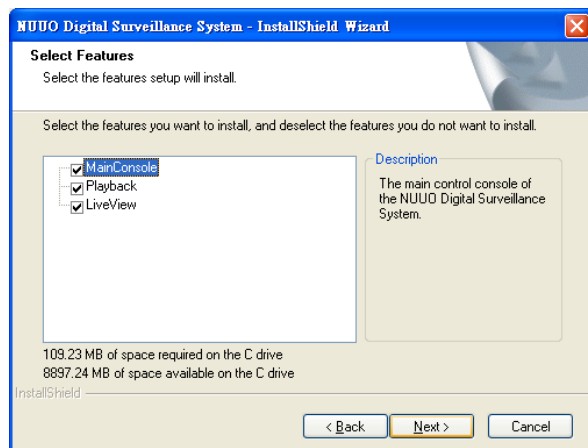 NUUO Digital Surveillance System - InstallShield Wizard
Select Features
Select the features setup will install.
Select the features you want to install, and deselect the features you do not want to install.
MainConsole
Playback
LiveView
Description
The main control console of
the NUUO Digital Surveillance
System.
109.23 MB of space required on the C drive
8897.24 MB of space available on the C drive
InstallShield
< Back
Next >
Cancel